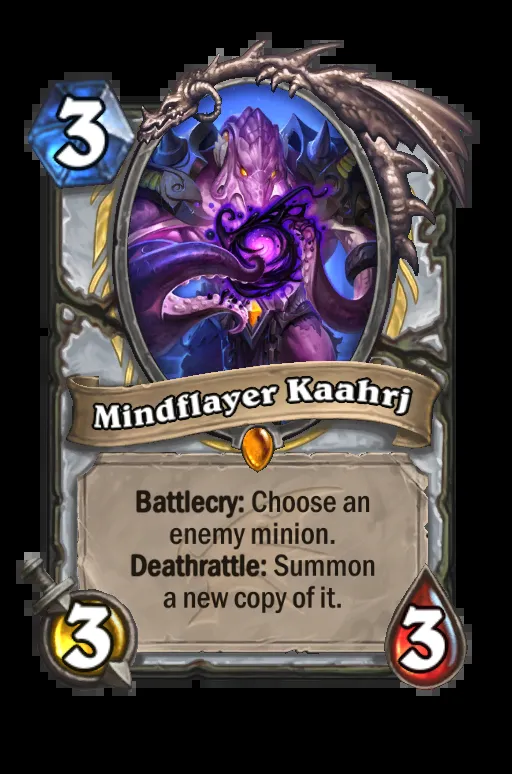 3
Mindflayer Kaahrj
Battlecry: Choose an
enemy minion.
Deathrattle: Summon
a new copy of it.
3
3